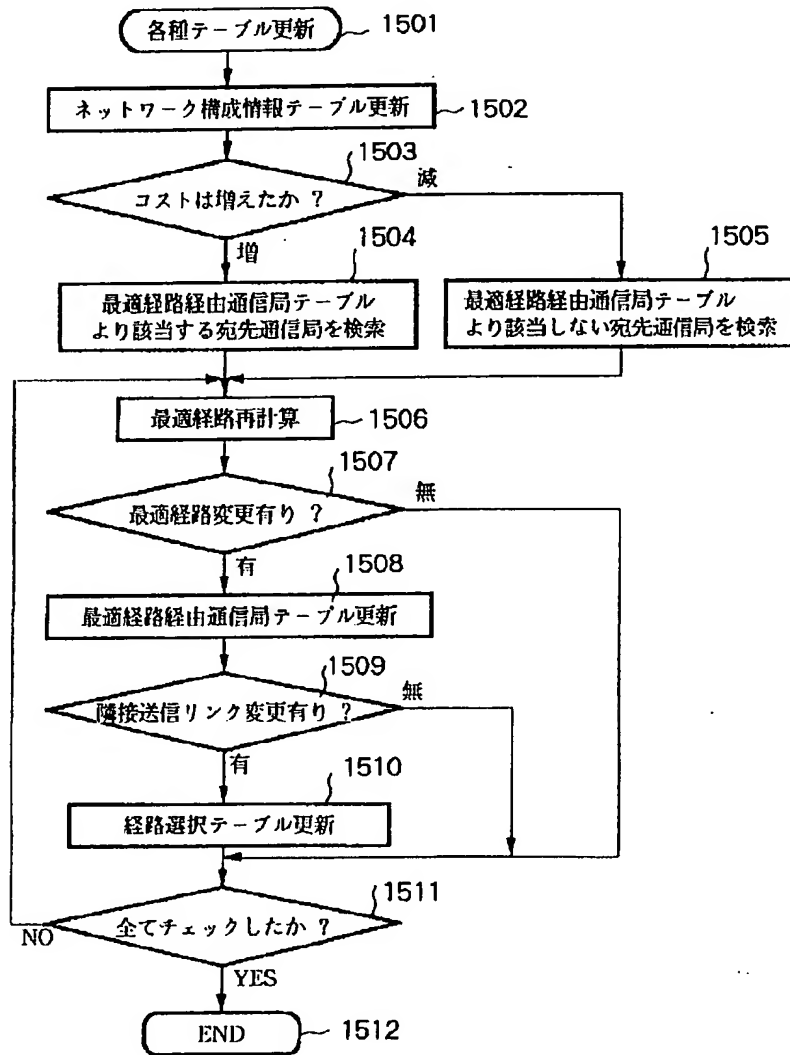 各種テーブル更新
1501
ネットワーク構成情報テーブル更新
1502
1503
コストは増えたか ?
減
増
1504
1505
最適経路経由通信局テーブル
より該当する宛先通信局を検索
最適経路経由通信局テーブル
より該当しない宛先通信局を検索
最適経路再計算
1506
1507
最適経路変更有り ?
無
有
1508
最適経路経由通信局テーブル更新
1509
隣接送信リンク変更有り ?
無
有
1510
経路選択テーブル更新
1511
全てチェックしたか ?
NO
YES
END
1512